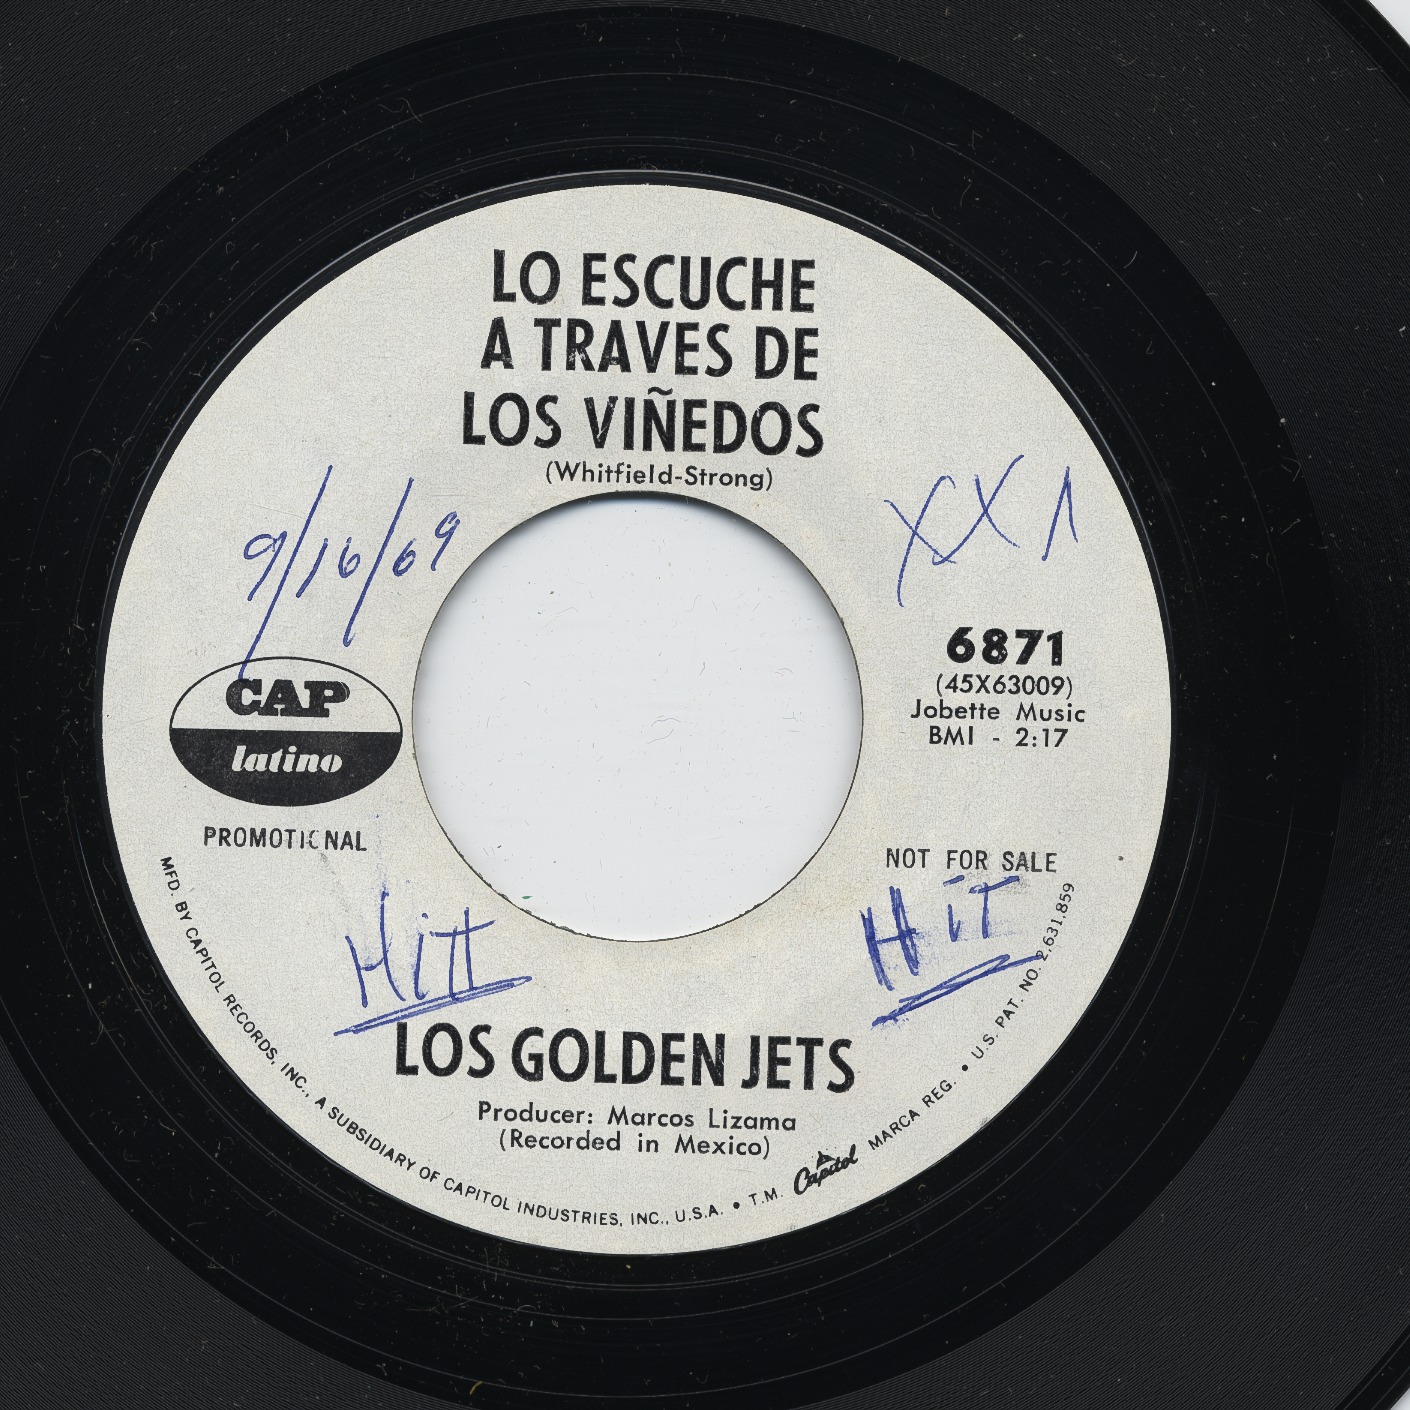 LO ESCUCHE
A TRAVES DE
LOS VIÑEDOS
(Whitfield-Strong)
9/16/69
XX1
CAP
latino
6871
(45X63009)
Jobette Music
BMI - 2:17
PROMOTIONAL
NOT FOR SALE
HIT
HIT
LOS GOLDEN JETS
Producer: Marcos Lizama
(Recorded in Mexico)
MFD. BY CAPITOL RECORDS, INC., A SUBSIDIARY OF CAPITOL INDUSTRIES, INC., U.S.A. • T.M. Capitol MARCA REG. • U.S. PAT. NO. 2,631,859